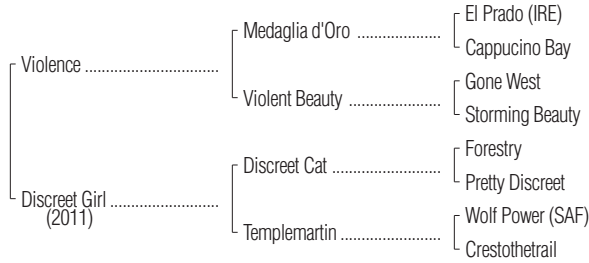 El Prado (IRE)
Medaglia d'Oro ....................
Cappucino Bay
Violence ................................
Gone West
Violent Beauty ......................
Storming Beauty
Forestry
Discreet Cat ..........................
Pretty Discreet
Discreet Girl ..........................
(2011)
Wolf Power (SAF)
Templemartin ........................
Crestothetrail